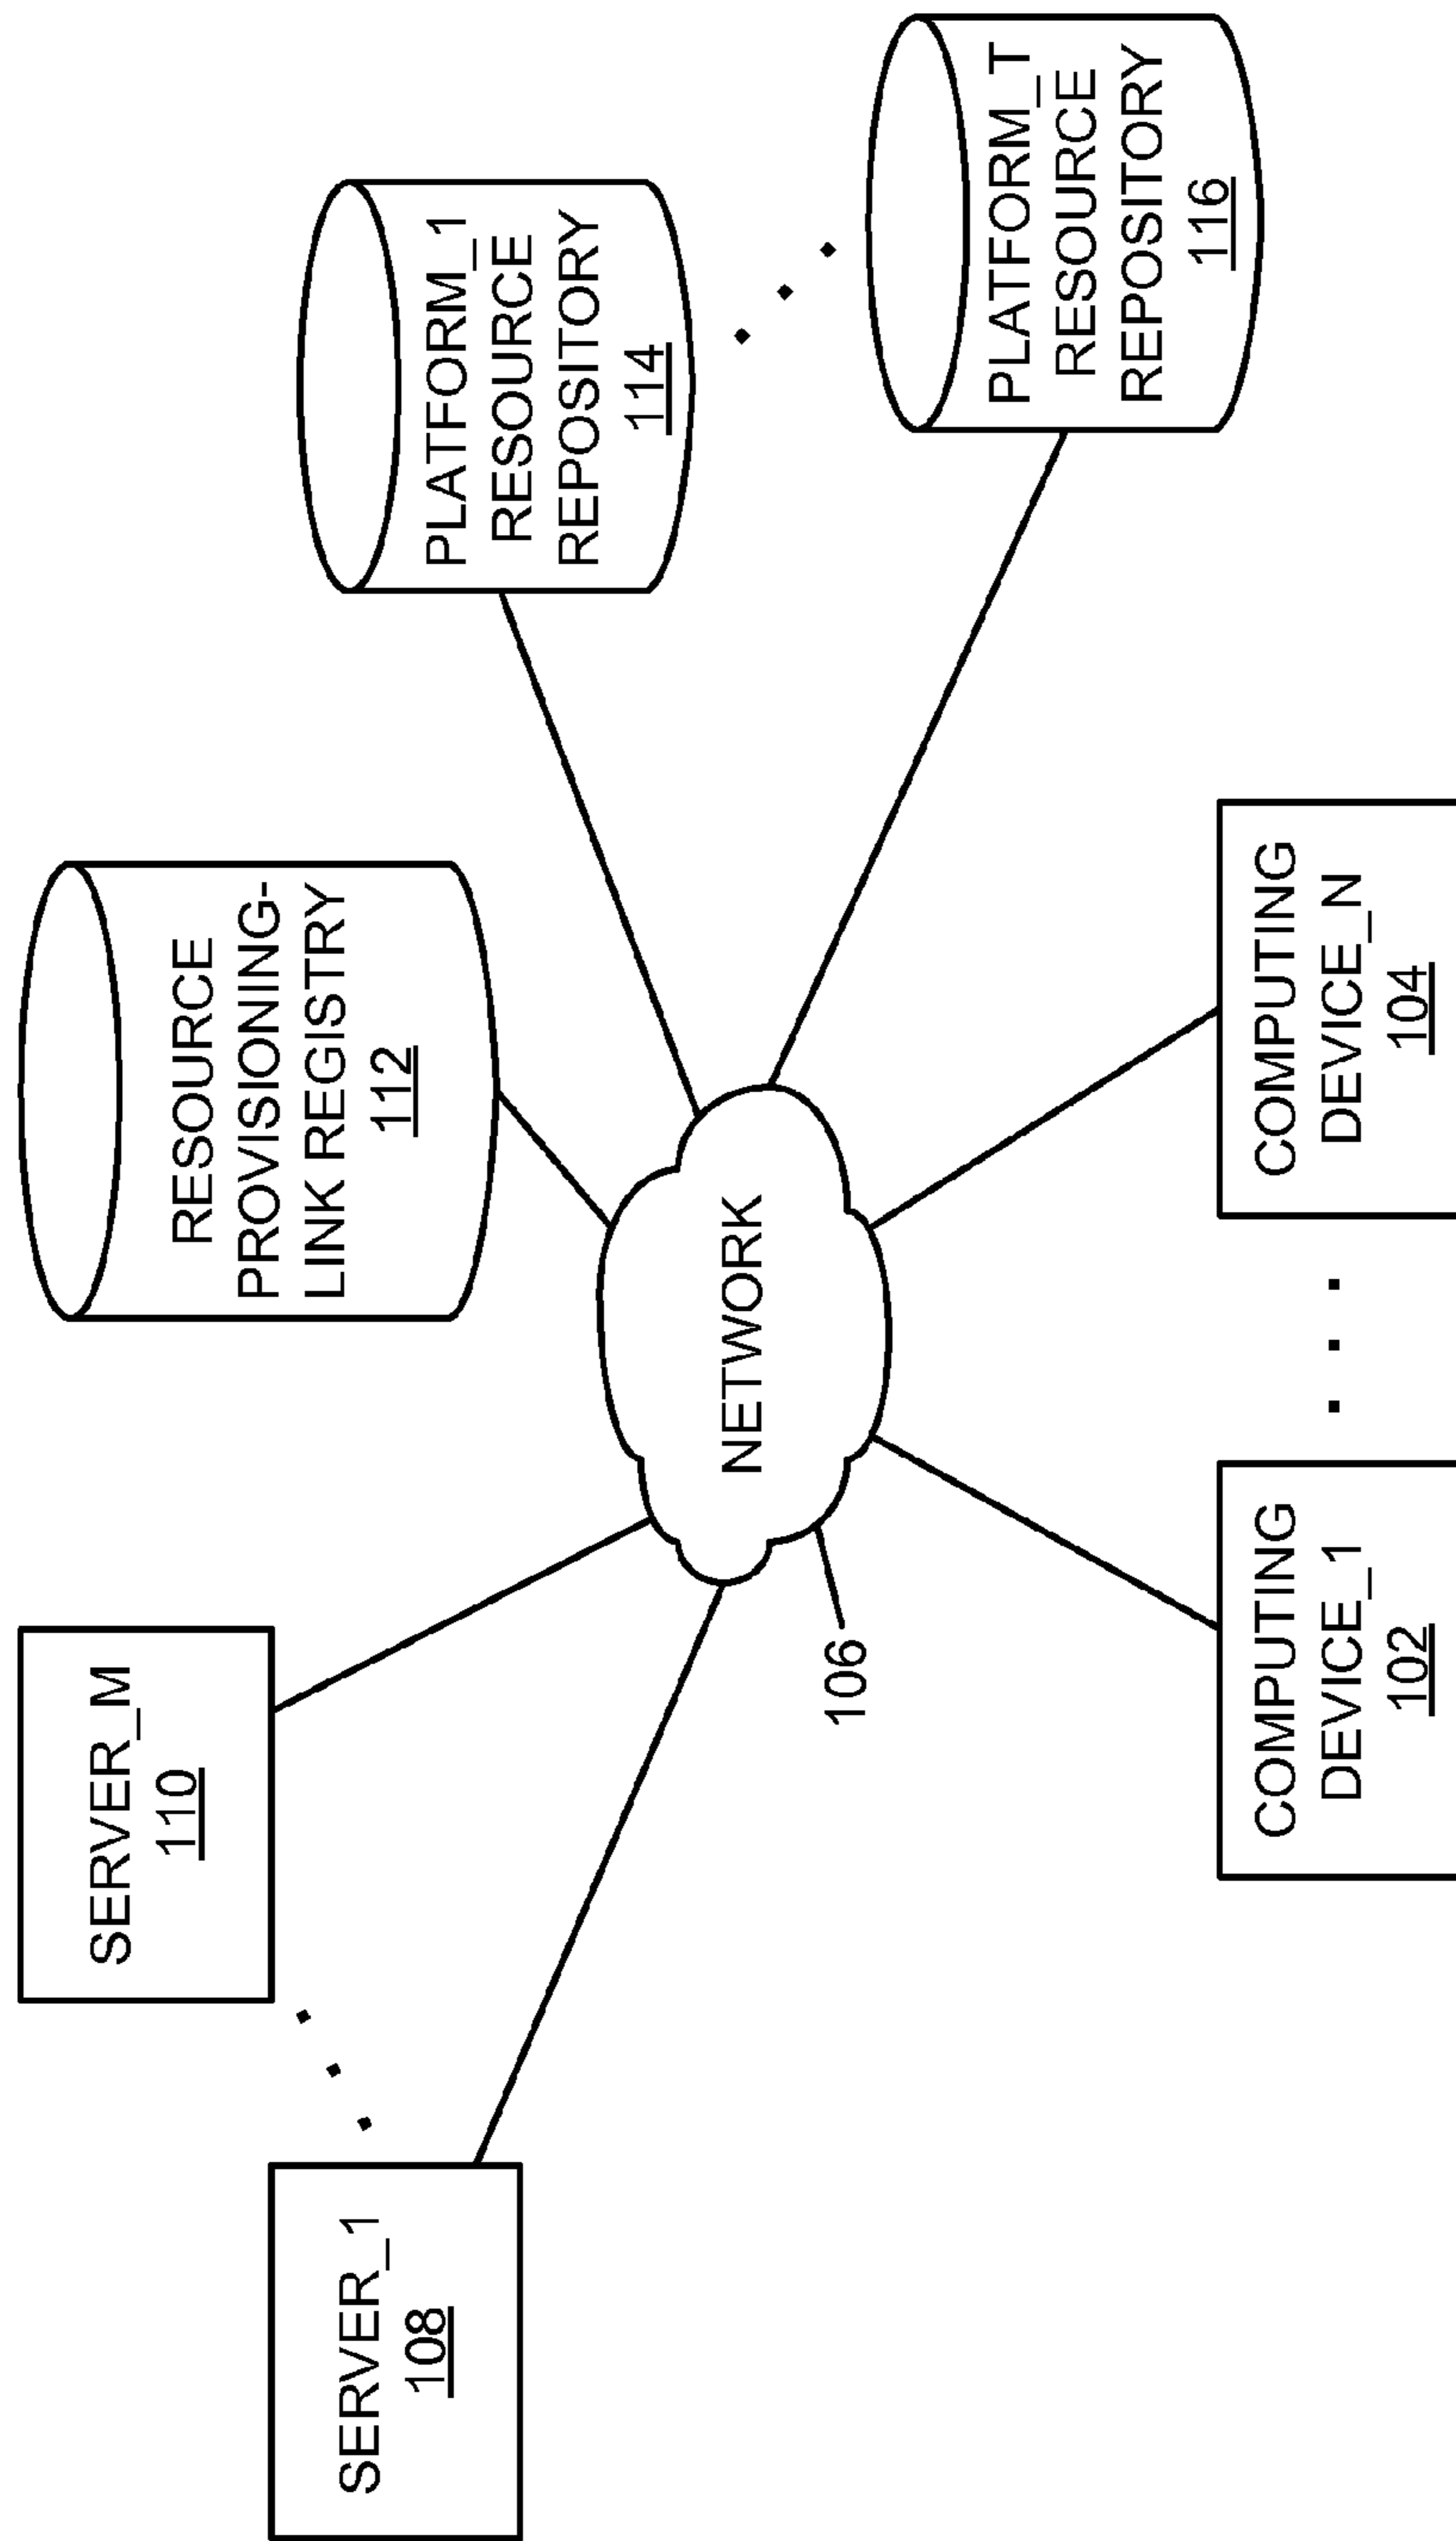 SERVER_M
110
SERVER_1
108
RESOURCE
PROVISIONING-
LINK REGISTRY
112
PLATFORM_1
RESOURCE
REPOSITORY
114
PLATFORM_T
RESOURCE
REPOSITORY
116
NETWORK
106
COMPUTING
DEVICE_1
102
COMPUTING
DEVICE_N
104